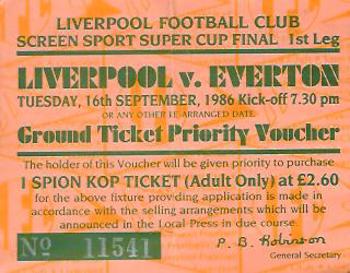 LIVERPOOL FOOTBALL CLUB
SCREEN SPORT SUPER CUP FINAL 1st Leg
LIVERPOOL v. EVERTON
TUESDAY, 16th SEPTEMBER, 1986 Kick-off 7.30 pm
OR ANY OTHER RE-ARRANGED DATE
Ground Ticket Priority Voucher
The holder of this Voucher will be given priority to purchase
1 SPION KOP TICKET (Adult Only) at £2.60
for the above fixture providing application is made in
accordance with the selling arrangements which will be
announced in the Local Press in due course.
No 11541
P. B. Robinson
General Secretary